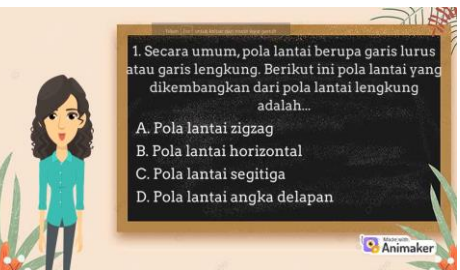 1. Secara umum, pola lantai berupa garis lurus
atau garis lengkung. Berikut ini pola lantai yang
dikembangkan dari pola lantai lengkung
adalah...
A. Pola lantai zigzag
B. Pola lantai horizontal
C. Pola lantai segitiga
D. Pola lantai angka delapan
Made with
Animaker